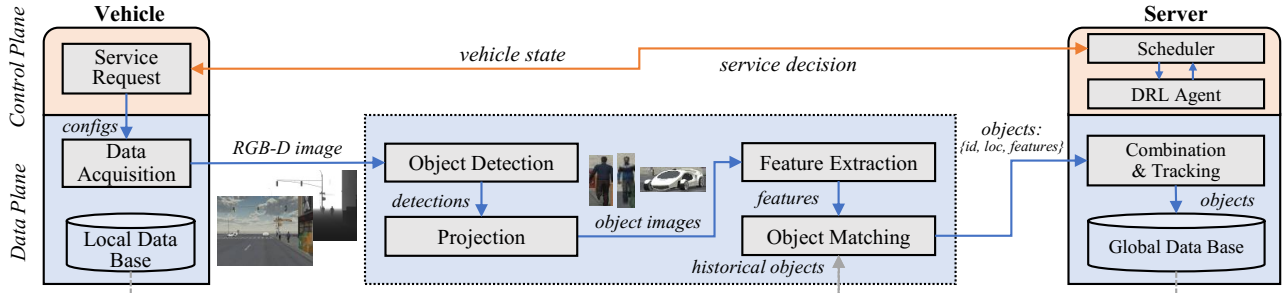 Vehicle
Server
Control Plane
Service
Request
vehicle state
service decision
Scheduler
DRL Agent
Data Plane
configs
Data
Acquisition
RGB-D image
Object Detection
detections
Projection
object images
Feature Extraction
features
Object Matching
historical objects
objects:
{id, loc, features}
Combination
& Tracking
objects
Local Data
Base
Global Data Base